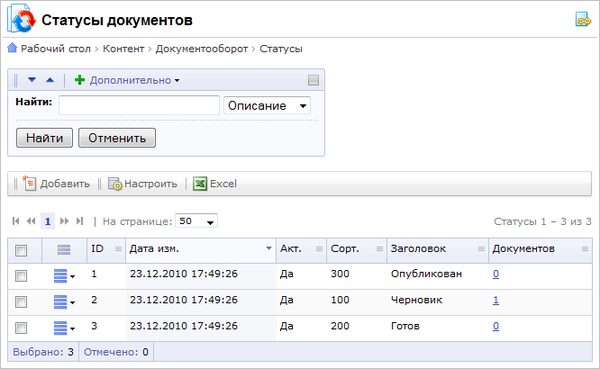 Статусы документов
Рабочий стол › Контент › Документооборот › Статусы
Дополнительно
Найти: Описание
Найти Отменить
Добавить Настроить Excel
1 | На странице: 50 Статусы 1 – 3 из 3
ID Дата изм. Акт. Сорт. Заголовок Документов
1 23.12.2010 17:49:26 Да 300 Опубликован 0
2 23.12.2010 17:49:26 Да 100 Черновик 1
3 23.12.2010 17:49:26 Да 200 Готов 0
Выбрано: 3 Отмечено: 0